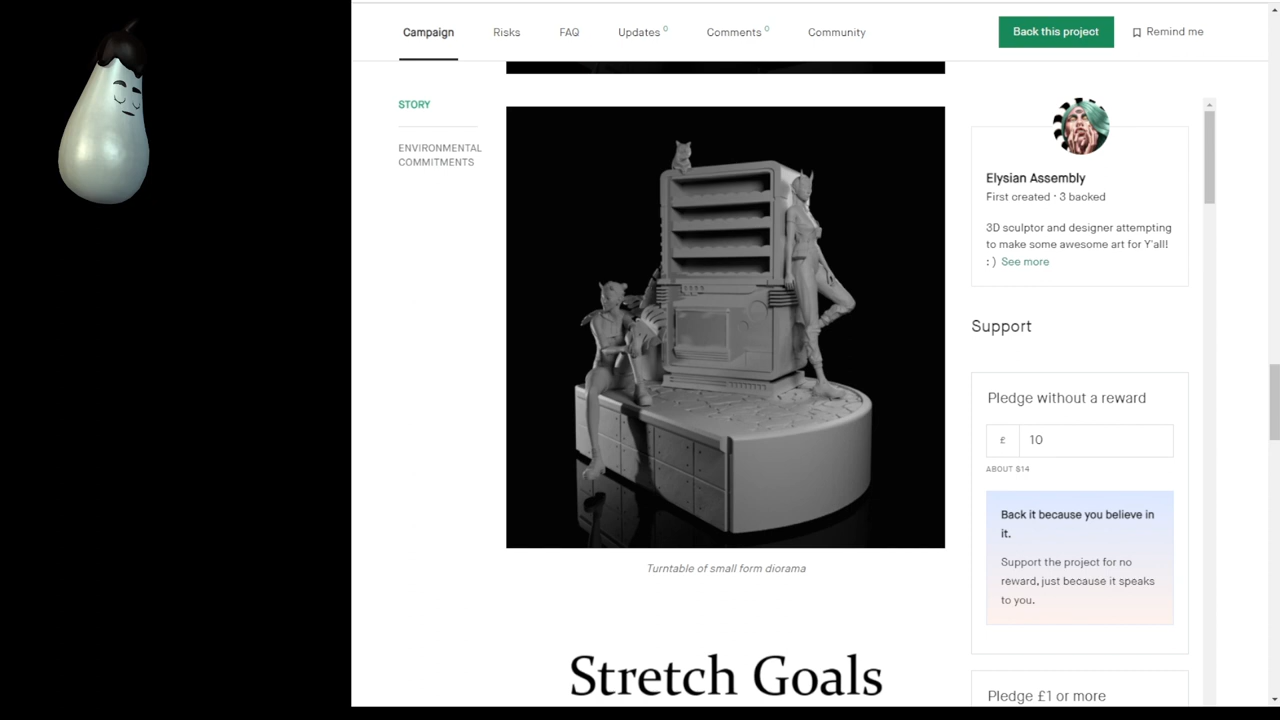 Campaign
Risks
FAQ
Updates 0
Comments 0
Community
Back this project
Remind me
STORY
ENVIRONMENTAL
COMMITMENTS
Turntable of small form diorama
Stretch Goals
Elysian Assembly
First created · 3 backed
3D sculptor and designer attempting
to make some awesome art for Y'all!
: ) See more
Support
Pledge without a reward
£ 10
ABOUT $14
Back it because you believe in
it.
Support the project for no
reward, just because it speaks
to you.
Pledge £1 or more